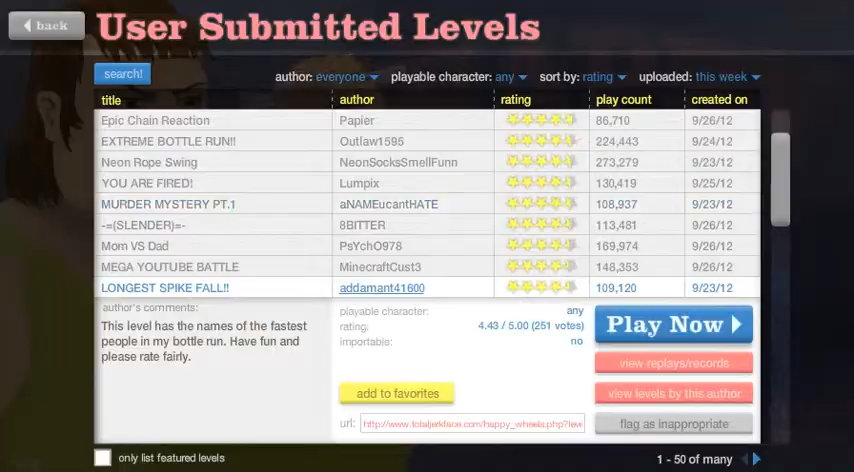 back
User Submitted Levels
search!
author: everyone playable character: any sort by: rating uploaded: this week
title author rating play count created on
Epic Chain Reaction Papier 86,710 9/26/12
EXTREME BOTTLE RUN!! Outlaw1595 224,443 9/24/12
Neon Rope Swing NeonSocksSmellFunn 273,279 9/23/12
YOU ARE FIRED! Lumpix 130,419 9/25/12
MURDER MYSTERY PT.1 aNAMEucantHATE 108,937 9/23/12
-=(SLENDER)=- 8BITTER 113,481 9/26/12
Mom VS Dad PsYchO978 169,974 9/26/12
MEGA YOUTUBE BATTLE MinecraftCust3 148,353 9/26/12
LONGEST SPIKE FALL!! addamant41600 109,120 9/23/12
author's comments:
This level has the names of the fastest
people in my bottle run. Have fun and
please rate fairly.
playable character: any
rating: 4.43 / 5.00 (251 votes)
importable: no
add to favorites
url: http://www.totaljerkface.com/happy_wheels.php?leve
Play Now
view replays/records
view levels by this author
flag as inappropriate
only list featured levels
1 - 50 of many